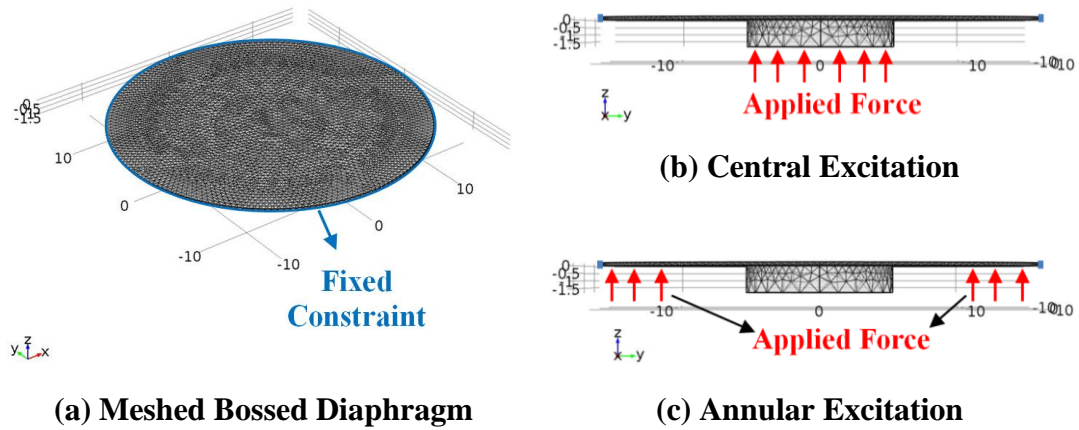 0
-0.5
-1.5
10
0
-10
-10
0
10
Fixed
Constraint
z
y x
(a) Meshed Bossed Diaphragm
0
-0.5
-1.5
-10
0
10
z
x y
Applied Force
(b) Central Excitation
0
-0.5
-1.5
-10
0
10
z
x y
Applied Force
(c) Annular Excitation